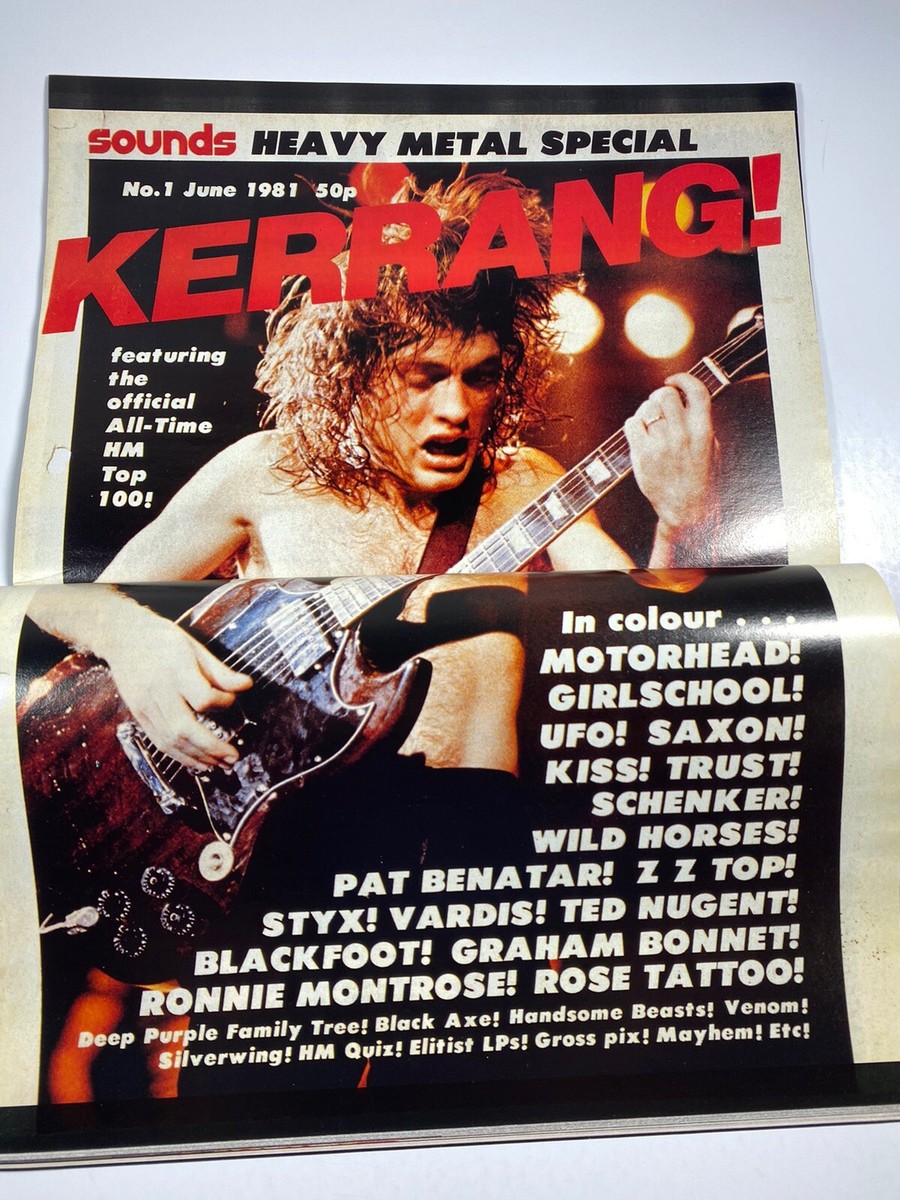 sounds HEAVY METAL SPECIAL
No.1 June 1981 50p
KERRANG!
featuring
the
official
All-Time
HM
Top
100!
In colour . . .
MOTORHEAD!
GIRLSCHOOL!
UFO! SAXON!
KISS! TRUST!
SCHENKER!
WILD HORSES!
PAT BENATAR! Z Z TOP!
STYX! VARDIS! TED NUGENT!
BLACKFOOT! GRAHAM BONNET!
RONNIE MONTROSE! ROSE TATTOO!
Deep Purple Family Tree! Black Axe! Handsome Beasts! Venom!
Silverwing! HM Quiz! Elitist LPs! Gross pix! Mayhem! Etc!